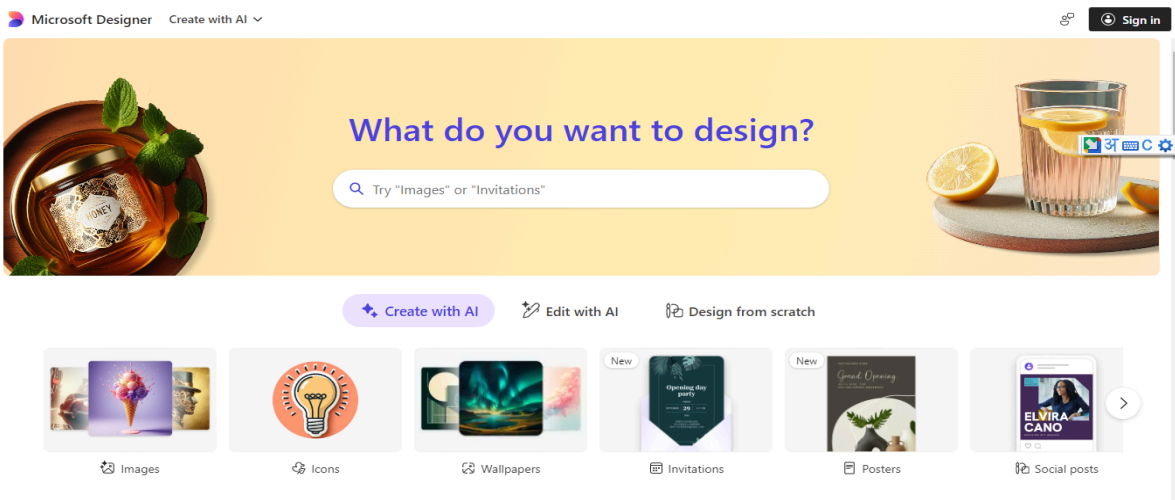 Microsoft Designer Create with AI
Sign in
What do you want to design?
Try "Images" or "Invitations"
HONEY
अ C
Create with AI Edit with AI Design from scratch
New
Opening day
party
29
New
Grand Opening
ELVIRA
CANO
Images Icons Wallpapers Invitations Posters Social posts